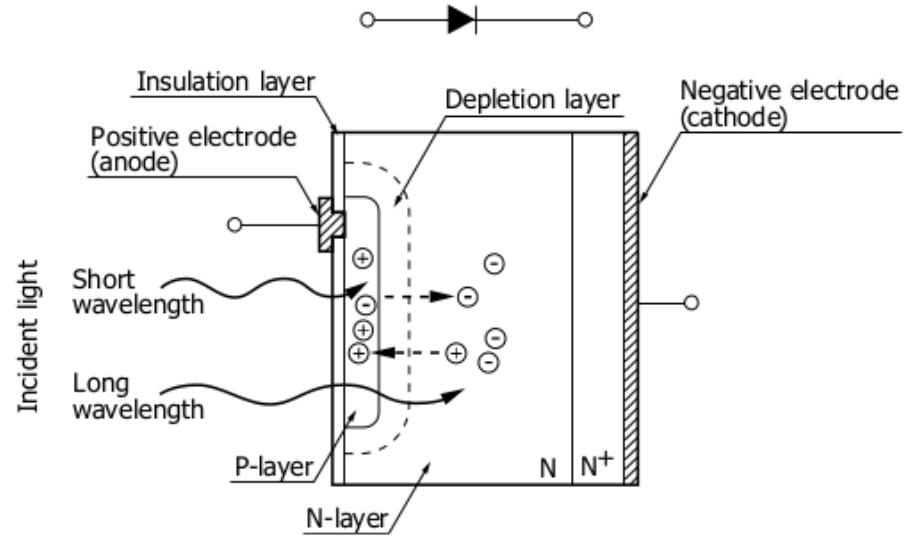 Insulation layer
Depletion layer
Negative electrode
(cathode)
Positive electrode
(anode)
Incident light
Short
wavelength
Long
wavelength
P-layer
N-layer
N
N+
+
-
-
-
+
+
+
-
-